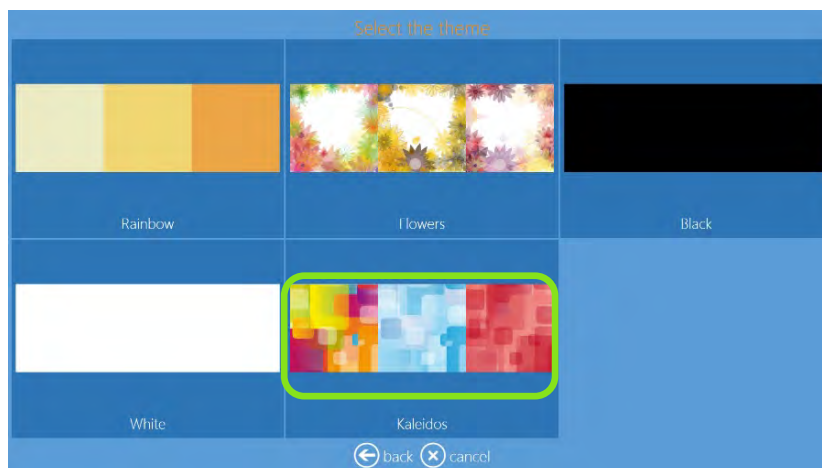 Select the theme
Rainbow
Flowers
Black
White
Kaleidos
back cancel